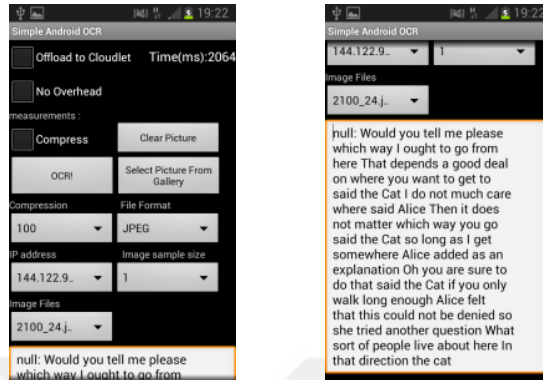 19:22
Simple Android OCR
Offload to Cloudlet Time(ms):2064
No Overhead
measurements :
Compress Clear Picture
OCR! Select Picture From
Gallery
Compression File Format
100 JPEG
IP address Image sample size
144.122.9.. 1
Image Files
2100_24.j..
null: Would you tell me please
which way I ought to go from
19:22
Simple Android OCR
144.122.9.. 1
Image Files
2100_24.j..
null: Would you tell me please
which way I ought to go from
here That depends a good deal
on where you want to get to
said the Cat I do not much care
where said Alice Then it does
not matter which way you go
said the Cat so long as I get
somewhere Alice added as an
explanation Oh you are sure to
do that said the Cat if you only
walk long enough Alice felt
that this could not be denied so
she tried another question What
sort of people live about here In
that direction the cat